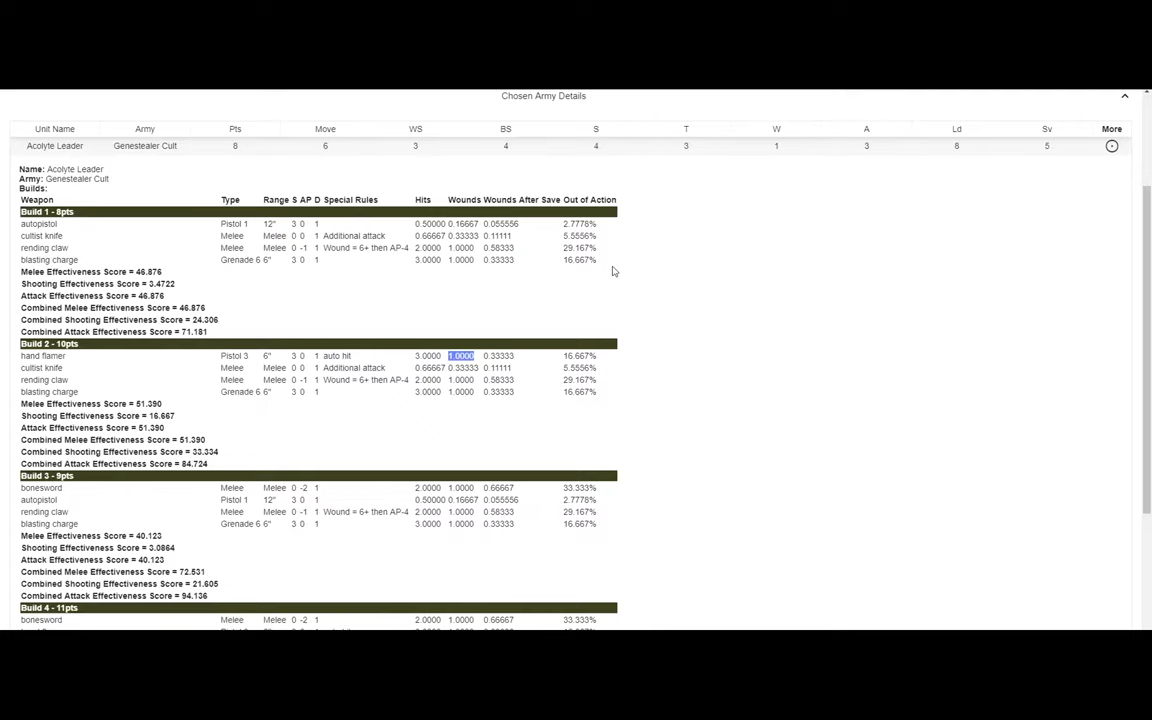 Chosen Army Details
Unit Name Army Pts Move WS BS S T W A Ld Sv More
Acolyte Leader Genestealer Cult 8 6 3 4 4 3 1 3 8 5
Name: Acolyte Leader
Army: Genestealer Cult
Builds:
Weapon Type Range S AP D Special Rules Hits Wounds Wounds After Save Out of Action
Build 1 - 8pts
autopistol Pistol 1 12" 3 0 1 0.50000 0.16667 0.055556 2.7778%
cultist knife Melee Melee 0 0 1 Additional attack 0.66667 0.33333 0.11111 5.5556%
rending claw Melee Melee 0 -1 1 Wound = 6+ then AP-4 2.0000 1.0000 0.58333 29.167%
blasting charge Grenade 6 6" 3 0 1 3.0000 1.0000 0.33333 16.667%
Melee Effectiveness Score = 46.876
Shooting Effectiveness Score = 3.4722
Attack Effectiveness Score = 46.876
Combined Melee Effectiveness Score = 46.876
Combined Shooting Effectiveness Score = 24.306
Combined Attack Effectiveness Score = 71.181
Build 2 - 10pts
hand flamer Pistol 3 6" 3 0 1 auto hit 3.0000 1.0000 0.33333 16.667%
cultist knife Melee Melee 0 0 1 Additional attack 0.66667 0.33333 0.11111 5.5556%
rending claw Melee Melee 0 -1 1 Wound = 6+ then AP-4 2.0000 1.0000 0.58333 29.167%
blasting charge Grenade 6 6" 3 0 1 3.0000 1.0000 0.33333 16.667%
Melee Effectiveness Score = 51.390
Shooting Effectiveness Score = 16.667
Attack Effectiveness Score = 51.390
Combined Melee Effectiveness Score = 51.390
Combined Shooting Effectiveness Score = 33.334
Combined Attack Effectiveness Score = 84.724
Build 3 - 9pts
bonesword Melee Melee 0 -2 1 2.0000 1.0000 0.66667 33.333%
autopistol Pistol 1 12" 3 0 1 0.50000 0.16667 0.055556 2.7778%
rending claw Melee Melee 0 -1 1 Wound = 6+ then AP-4 2.0000 1.0000 0.58333 29.167%
blasting charge Grenade 6 6" 3 0 1 3.0000 1.0000 0.33333 16.667%
Melee Effectiveness Score = 40.123
Shooting Effectiveness Score = 3.0864
Attack Effectiveness Score = 40.123
Combined Melee Effectiveness Score = 72.531
Combined Shooting Effectiveness Score = 21.605
Combined Attack Effectiveness Score = 94.136
Build 4 - 11pts
bonesword Melee Melee 0 -2 1 2.0000 1.0000 0.66667 33.333%